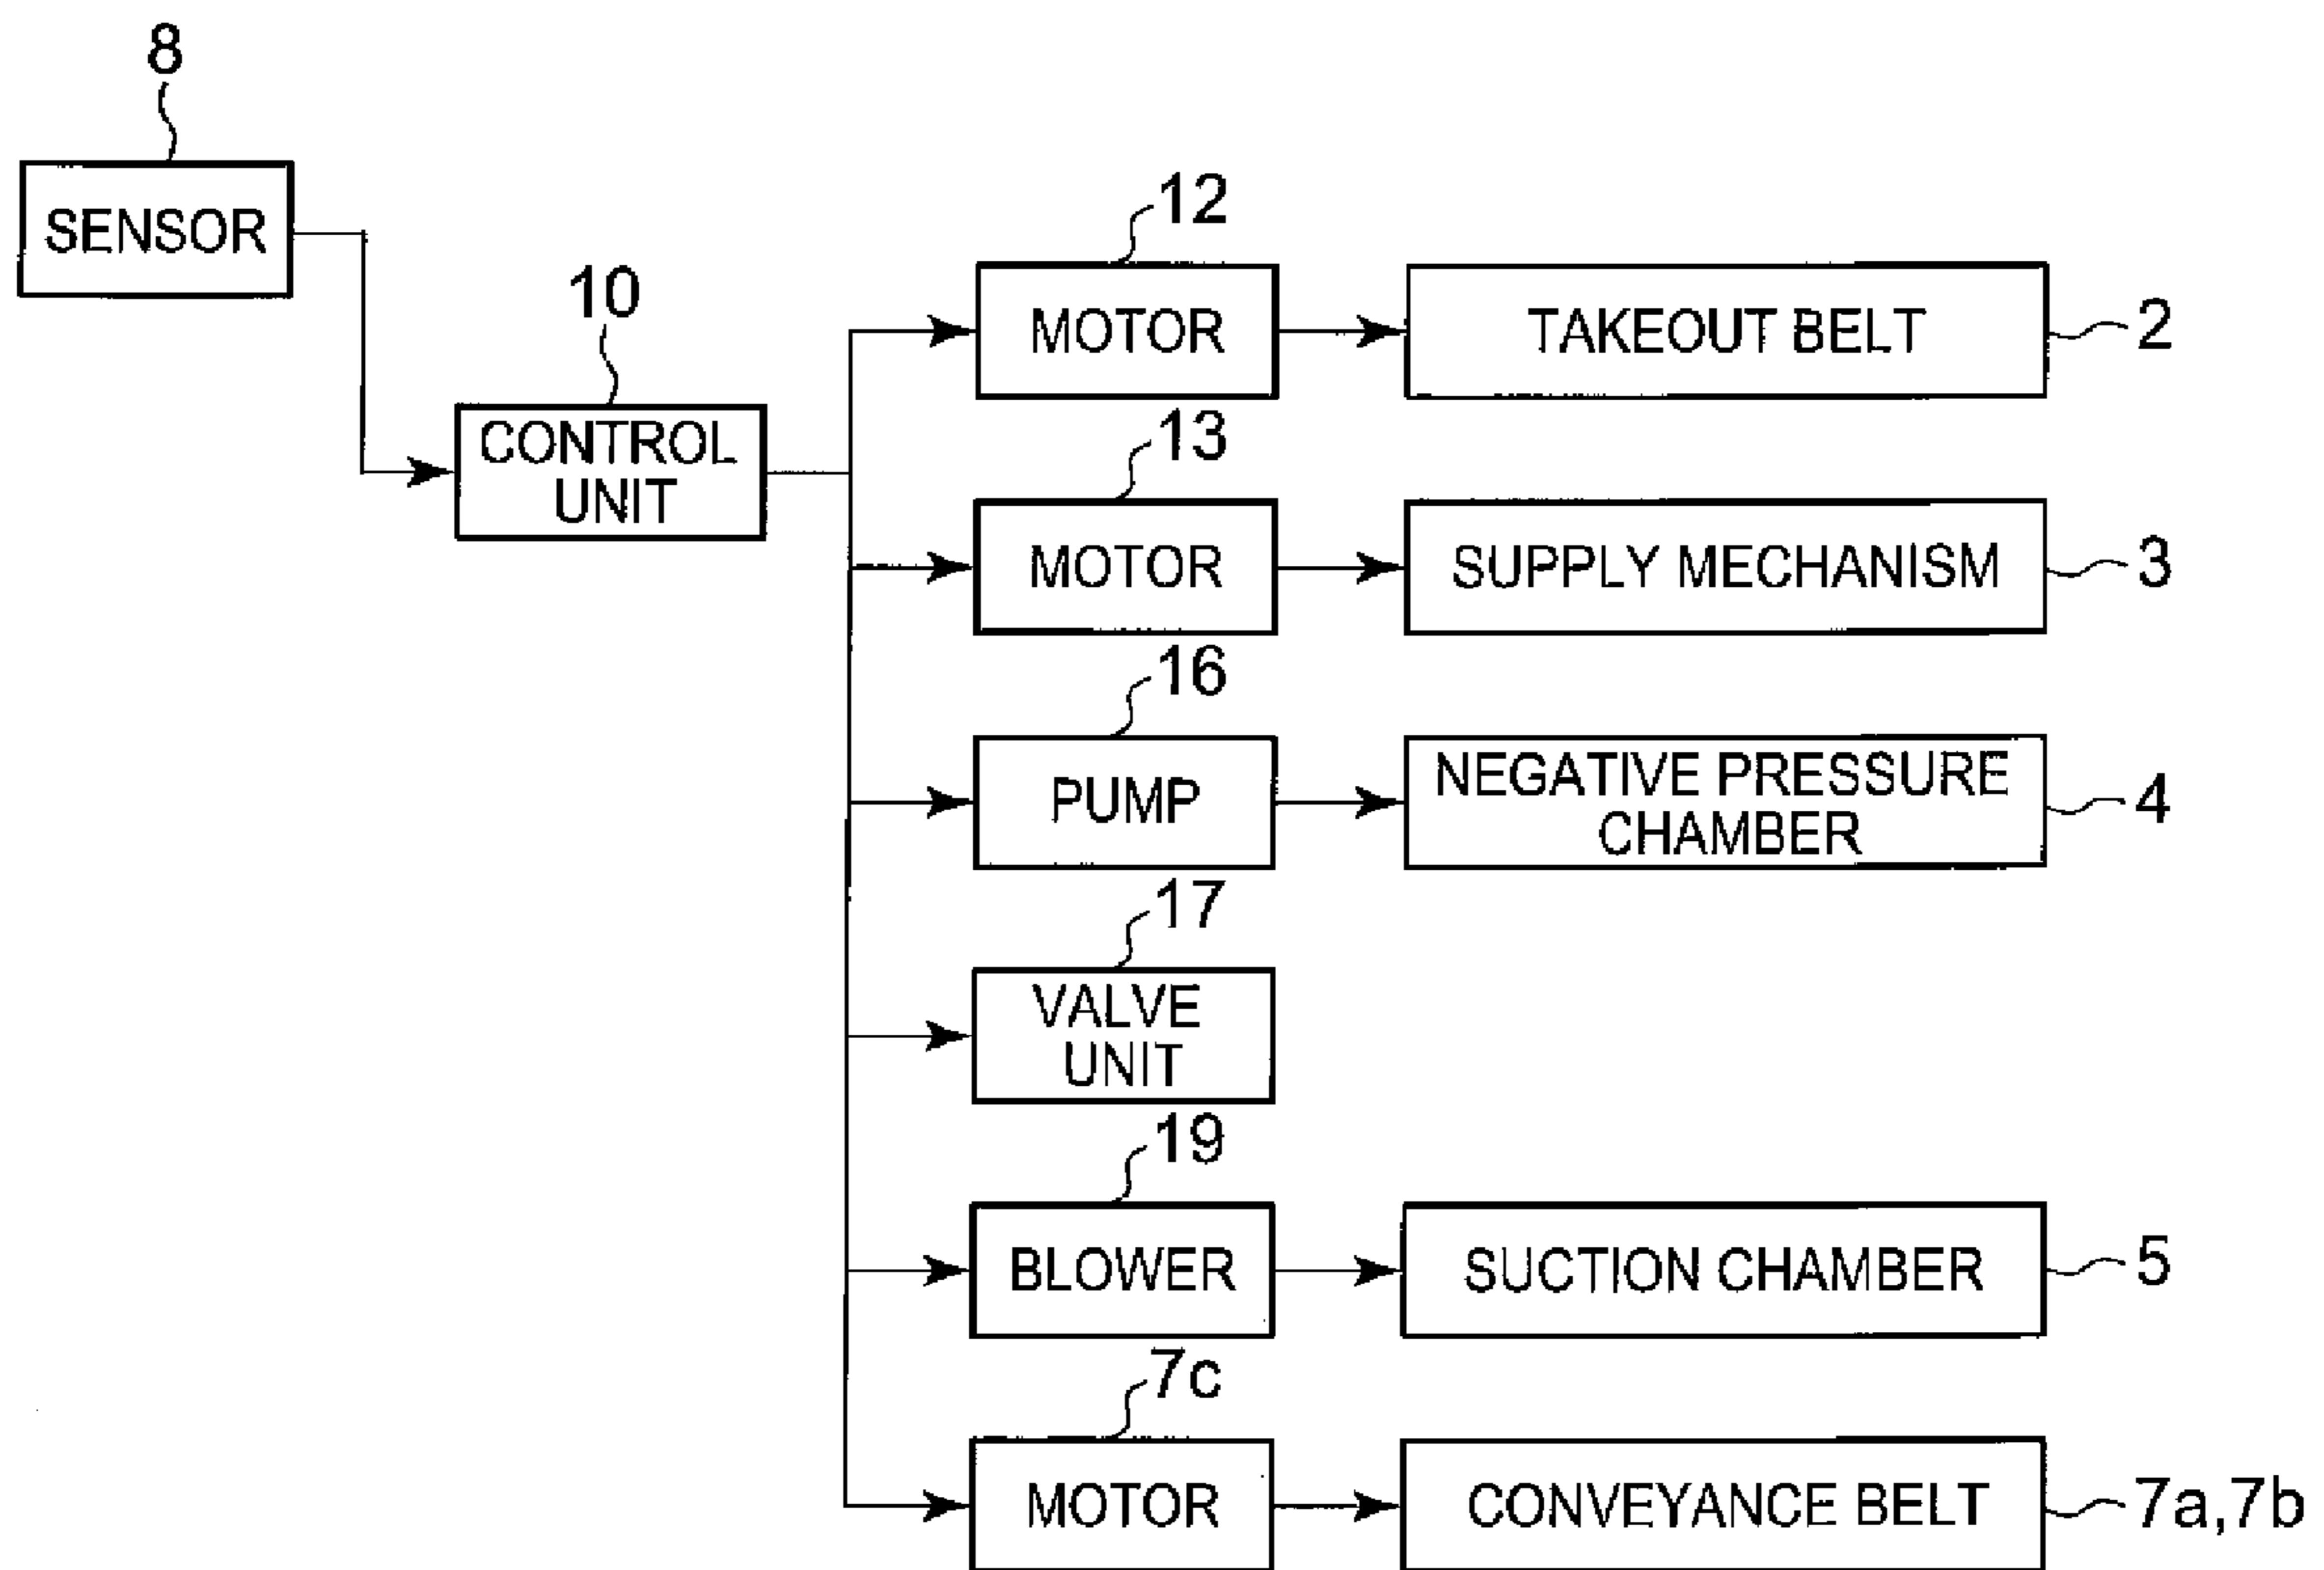 8
SENSOR
10
CONTROL
UNIT
12
MOTOR
TAKEOUT BELT
2
13
MOTOR
SUPPLY MECHANISM
3
16
PUMP
NEGATIVE PRESSURE
CHAMBER
4
17
VALVE
UNIT
19
BLOWER
SUCTION CHAMBER
5
7c
MOTOR
CONVEYANCE BELT
7a,7b